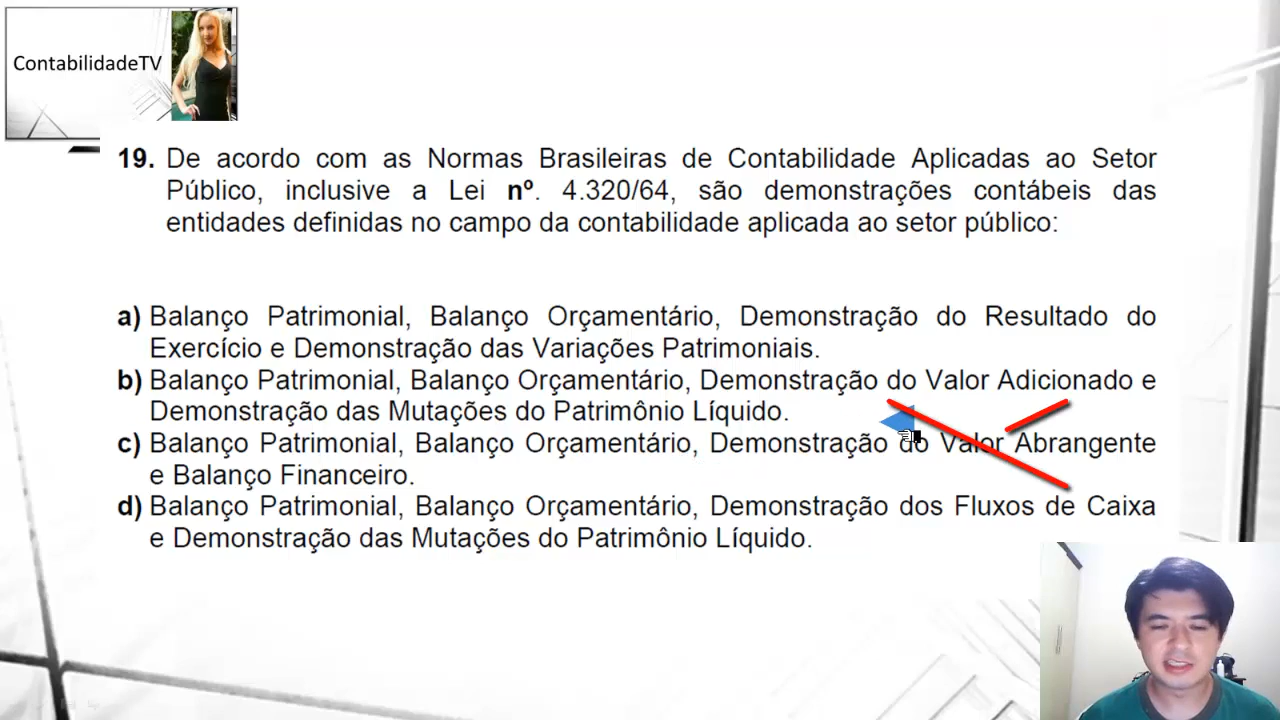 ContabilidadeTV
19. De acordo com as Normas Brasileiras de Contabilidade Aplicadas ao Setor
Público, inclusive a Lei nº. 4.320/64, são demonstrações contábeis das
entidades definidas no campo da contabilidade aplicada ao setor público:
a) Balanço Patrimonial, Balanço Orçamentário, Demonstração do Resultado do
Exercício e Demonstração das Variações Patrimoniais.
b) Balanço Patrimonial, Balanço Orçamentário, Demonstração do Valor Adicionado e
Demonstração das Mutações do Patrimônio Líquido.
c) Balanço Patrimonial, Balanço Orçamentário, Demonstração do Valor Abrangente
e Balanço Financeiro.
d) Balanço Patrimonial, Balanço Orçamentário, Demonstração dos Fluxos de Caixa
e Demonstração das Mutações do Patrimônio Líquido.